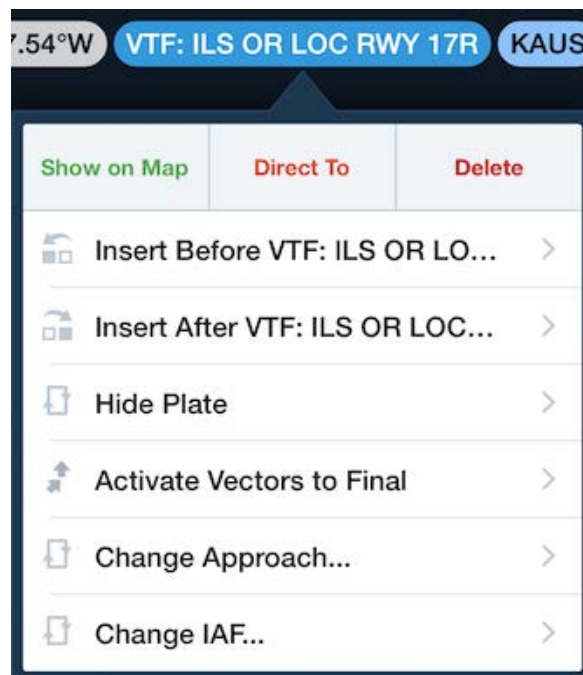 .54°W VTF: ILS OR LOC RWY 17R KAUS
Show on Map Direct To Delete
Insert Before VTF: ILS OR LO...
Insert After VTF: ILS OR LOC...
Hide Plate
Activate Vectors to Final
Change Approach...
Change IAF...